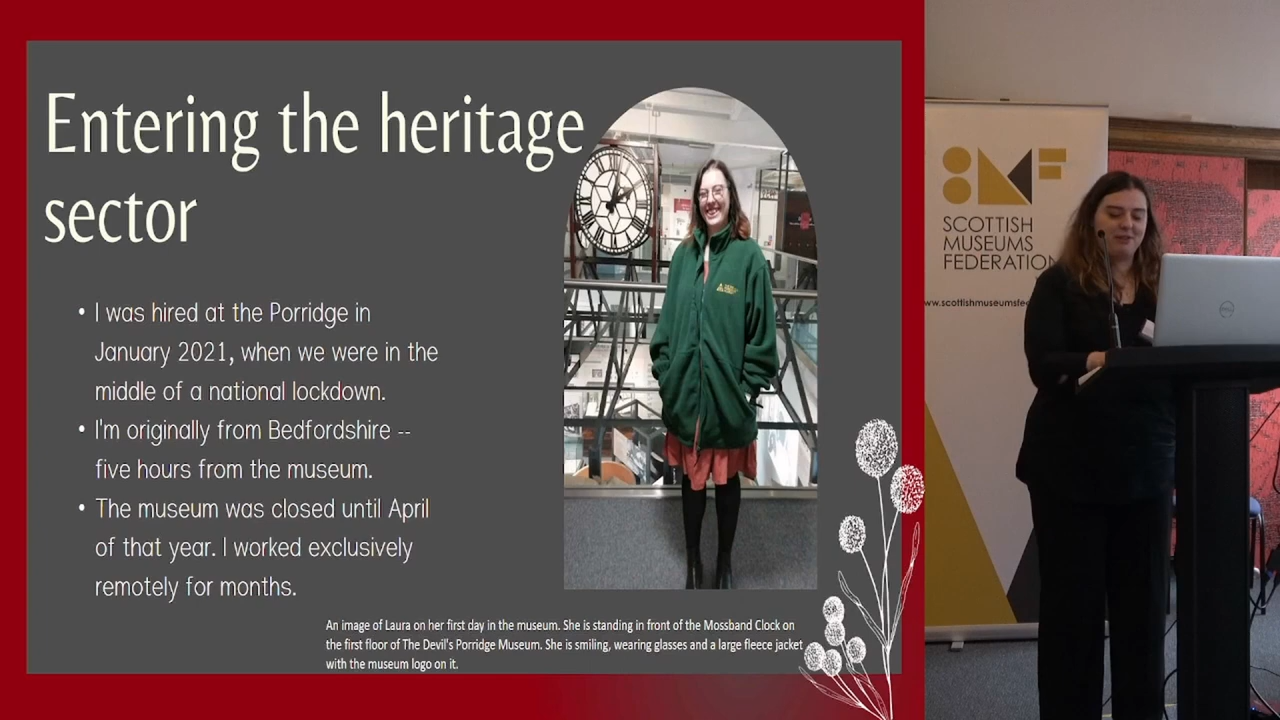 Entering the heritage
sector
• I was hired at the Porridge in
January 2021, when we were in the
middle of a national lockdown.
• I'm originally from Bedfordshire --
five hours from the museum.
• The museum was closed until April
of that year. I worked exclusively
remotely for months.
An image of Laura on her first day in the museum. She is standing in front of the Mossband Clock on
the first floor of The Devil's Porridge Museum. She is smiling, wearing glasses and a large fleece jacket
with the museum logo on it.
SCOTTISH
MUSEUMS
FEDERATION
www.scottishmuseumsfe